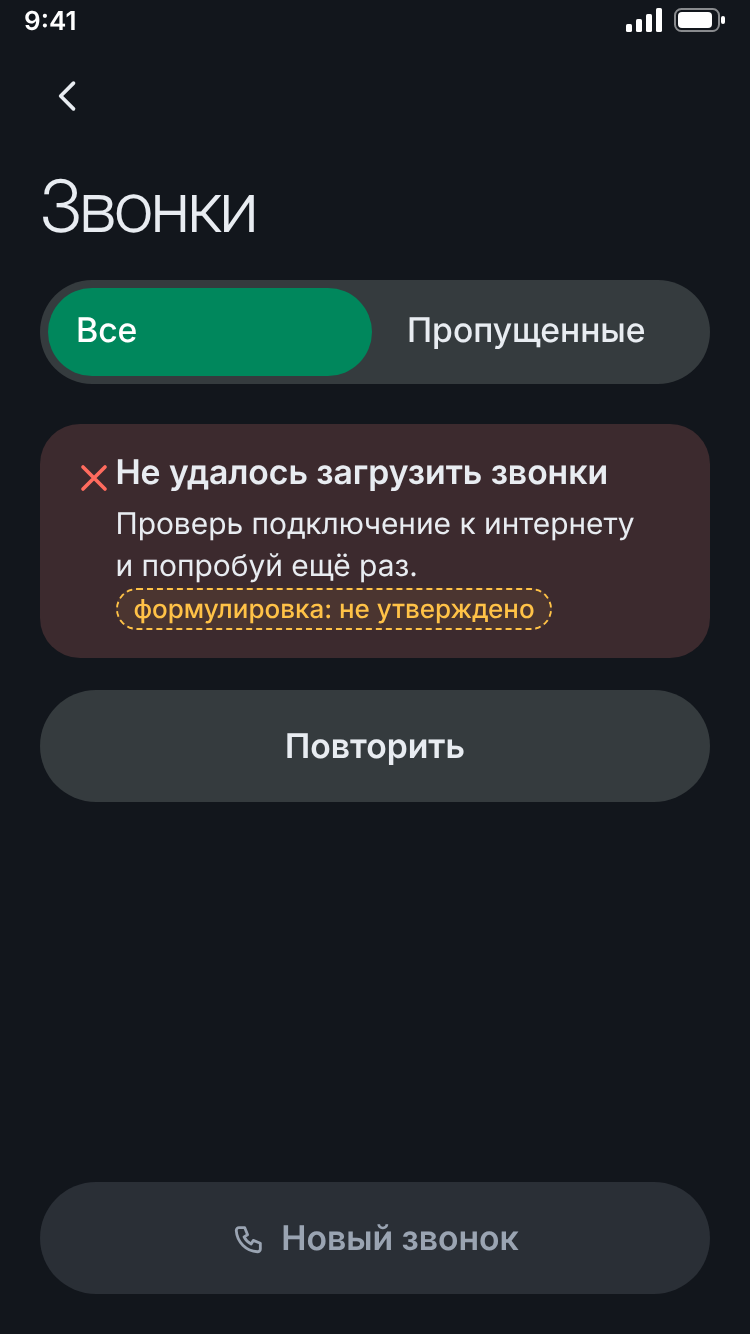 9:41
Звонки
Все
Пропущенные
Не удалось загрузить звонки
Проверь подключение к интернету
и попробуй ещё раз.
формулировка: не утверждено
Повторить
Новый звонок